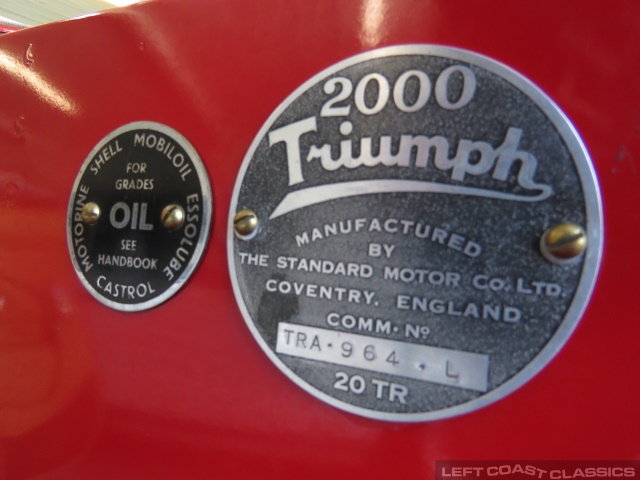 MOTORINE SHELL MOBILOIL ESSOLUBE
CASTROL
FOR
GRADES
OIL
SEE
HANDBOOK
2000
Triumph
MANUFACTURED
BY
THE STANDARD MOTOR CO. LTD.
COVENTRY. ENGLAND
COMM. Nº
TRA·964.L
20 TR
LEFT COAST CLASSICS